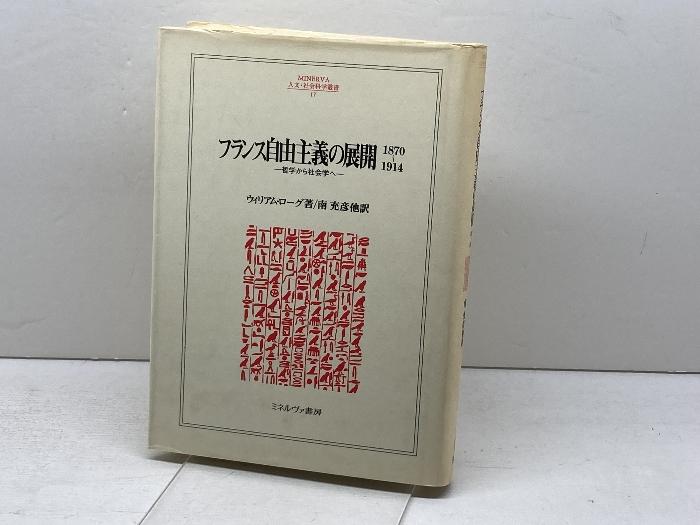 MINERVA
人文・社会科学叢書
17
フランス自由主義の展開 1870-1914
―哲学から社会学へ―
ウィリアム・ローグ著/南 充彦他訳
ミネルヴァ書房